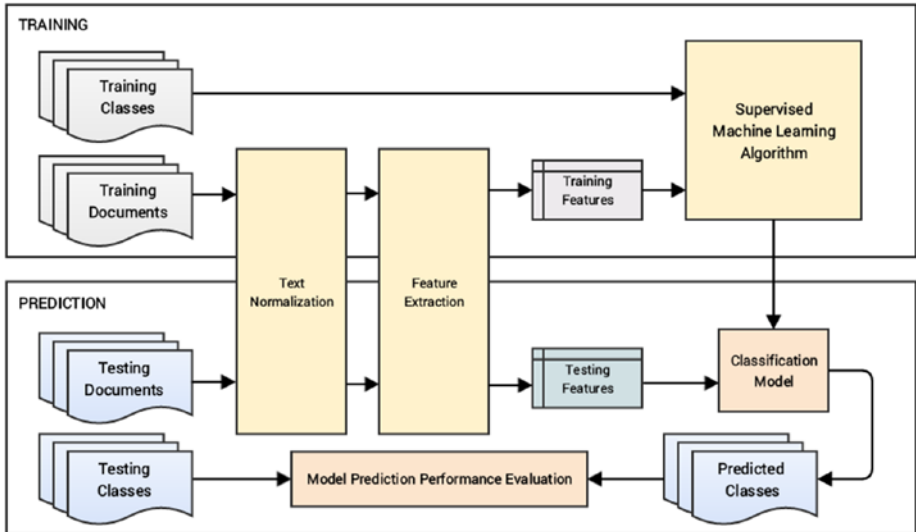 TRAINING
Training
Classes
Supervised
Machine Learning
Algorithm
Training
Documents
Training
Features
Text
Normalization
Feature
Extraction
PREDICTION
Testing
Documents
Testing
Features
Classification
Model
Testing
Classes
Model Prediction Performance Evaluation
Predicted
Classes